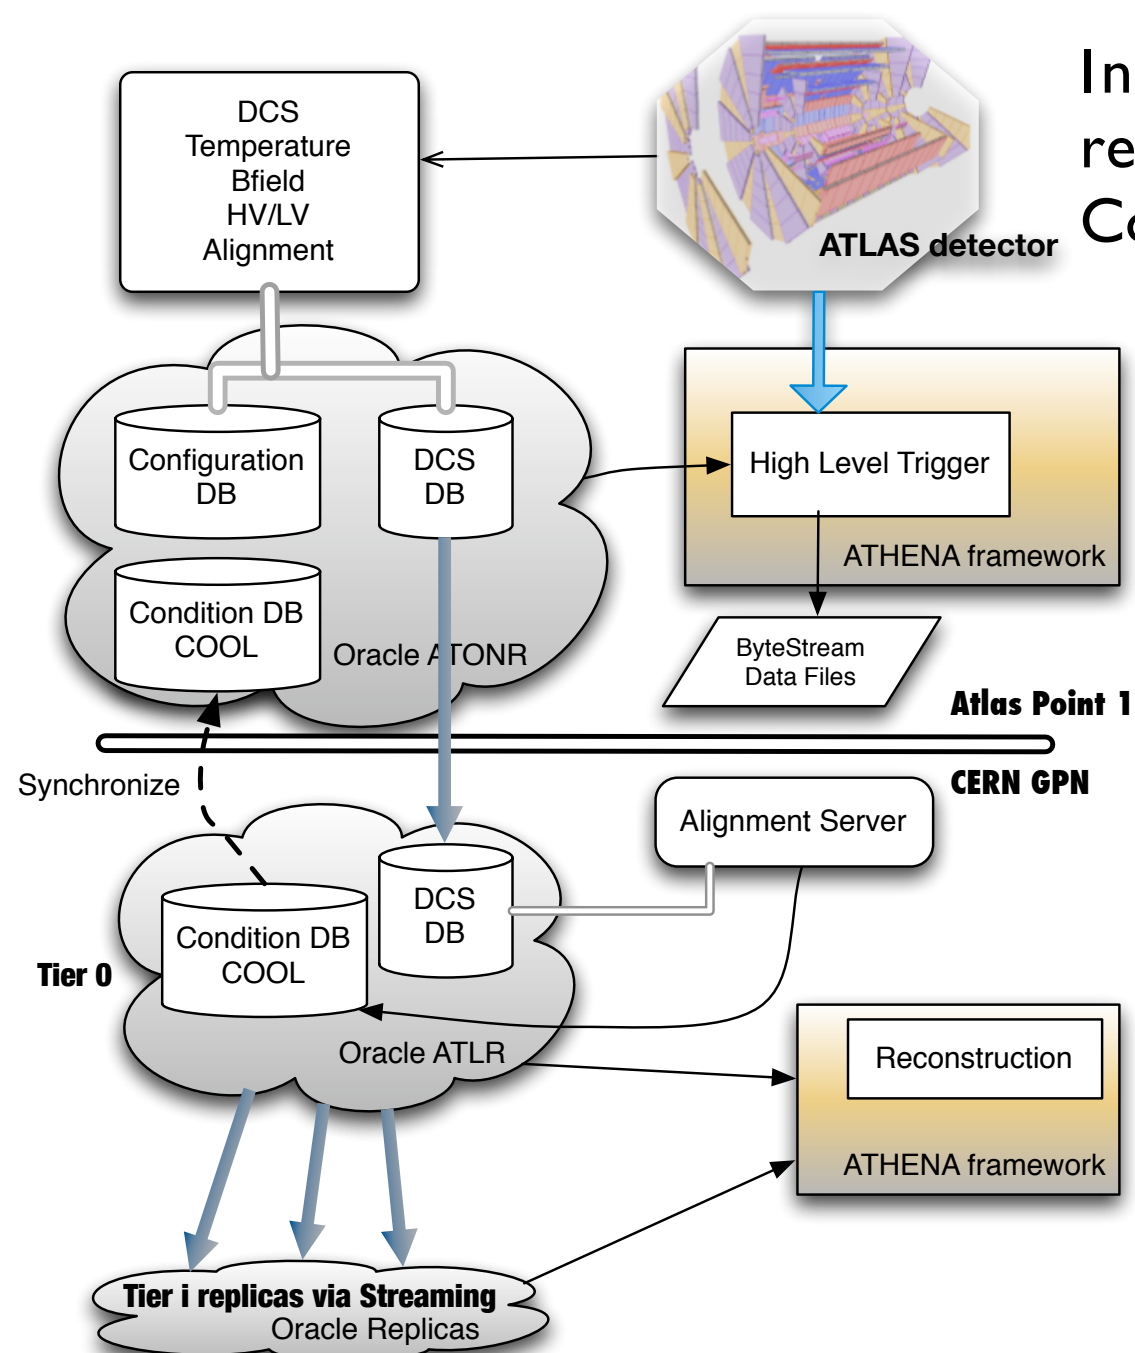 In
re
Co
DCS
Temperature
Bfield
HV/LV
Alignment
ATLAS detector
Configuration
DB
DCS
DB
High Level Trigger
ATHENA framework
Condition DB
COOL
Oracle ATONR
ByteStream
Data Files
Atlas Point 1
Synchronize
CERN GPN
Alignment Server
DCS
DB
Condition DB
COOL
Tier 0
Oracle ATLR
Reconstruction
ATHENA framework
Tier i replicas via Streaming
Oracle Replicas